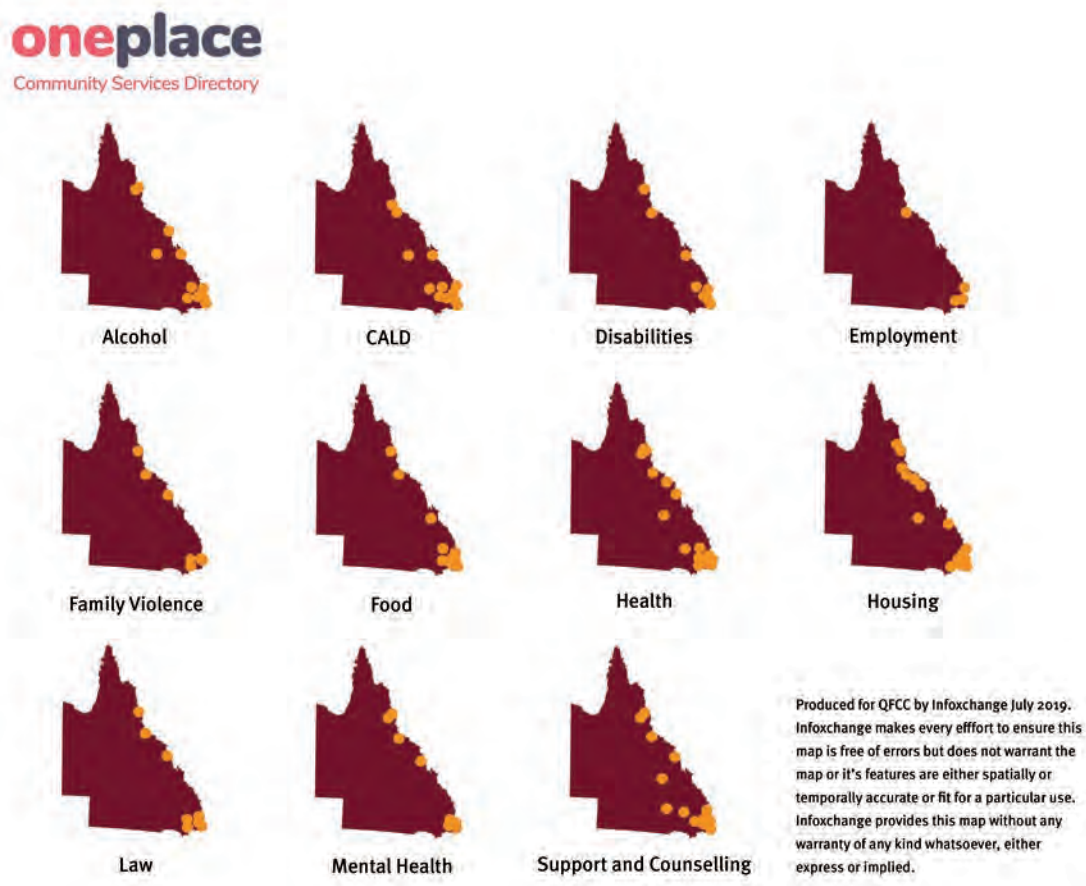 oneplace
Community Services Directory
Alcohol
CALD
Disabilities
Employment
Family Violence
Food
Health
Housing
Law
Mental Health
Support and Counselling
Produced for QFCC by Infoxchange July 2019.
Infoxchange makes every efffort to ensure this
map is free of errors but does not warrant the
map or it's features are either spatially or
temporally accurate or fit for a particular use.
Infoxchange provides this map without any
warranty of any kind whatsoever, either
express or implied.